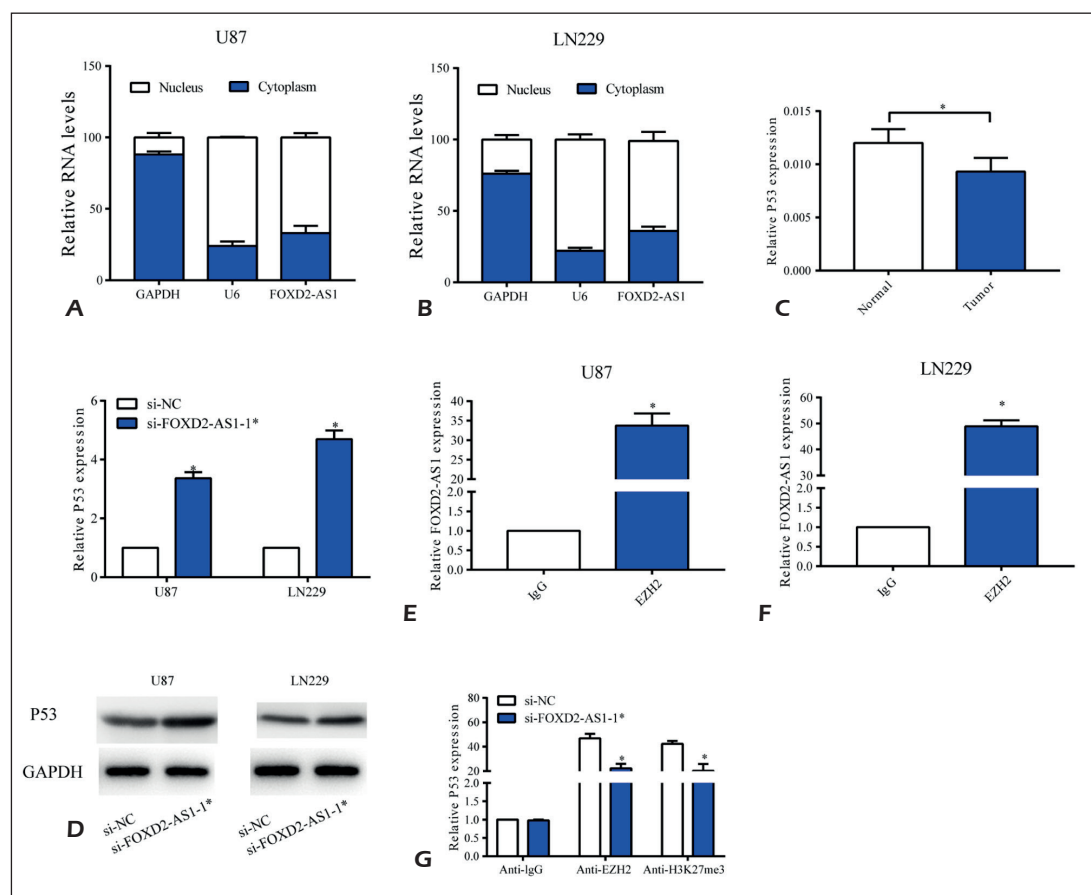 U87
150
100
50
0
Relative RNA levels
Nucleus Cytoplasm
GAPDH U6 FOXD2-AS1
A
LN229
150
100
50
0
Relative RNA levels
Nucleus Cytoplasm
GAPDH U6 FOXD2-AS1
B
0.015
0.010
0.005
0.000
Relative P53 expression
*
Normal Tumor
C
6
4
2
0
Relative P53 expression
si-NC
si-FOXD2-AS1-1*
* *
U87 LN229
U87
40
35
30
25
20
2.0
1.5
1.0
0.5
0.0
Relative FOXD2-AS1 expression
*
IgG EZH2
E
LN229
60
50
40
30
2.0
1.5
1.0
0.5
0.0
Relative FOXD2-AS1 expression
*
IgG EZH2
F
U87 LN229
P53
GAPDH
si-NC
si-FOXD2-AS1-1*
si-NC
si-FOXD2-AS1-1*
D
80
60
40
20
2.0
1.5
1.0
0.5
0.0
Relative P53 expression
si-NC
si-FOXD2-AS1-1*
* *
Anti-IgG Anti-EZH2 Anti-H3K27me3
G